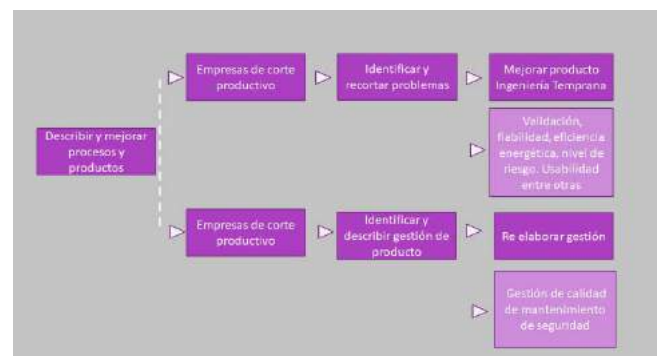 Describir y mejorar
procesos y
productos
Empresas de corte
productivo
Identificar y
recortar problemas
Mejorar producto
Ingeniería Temprana
Validación,
fiabilidad, eficiencia
energética, nivel de
riesgo. Usabilidad
entre otras
Empresas de corte
productivo
Identificar y
describir gestión de
producto
Re elaborar gestión
Gestión de calidad
de mantenimiento
de seguridad